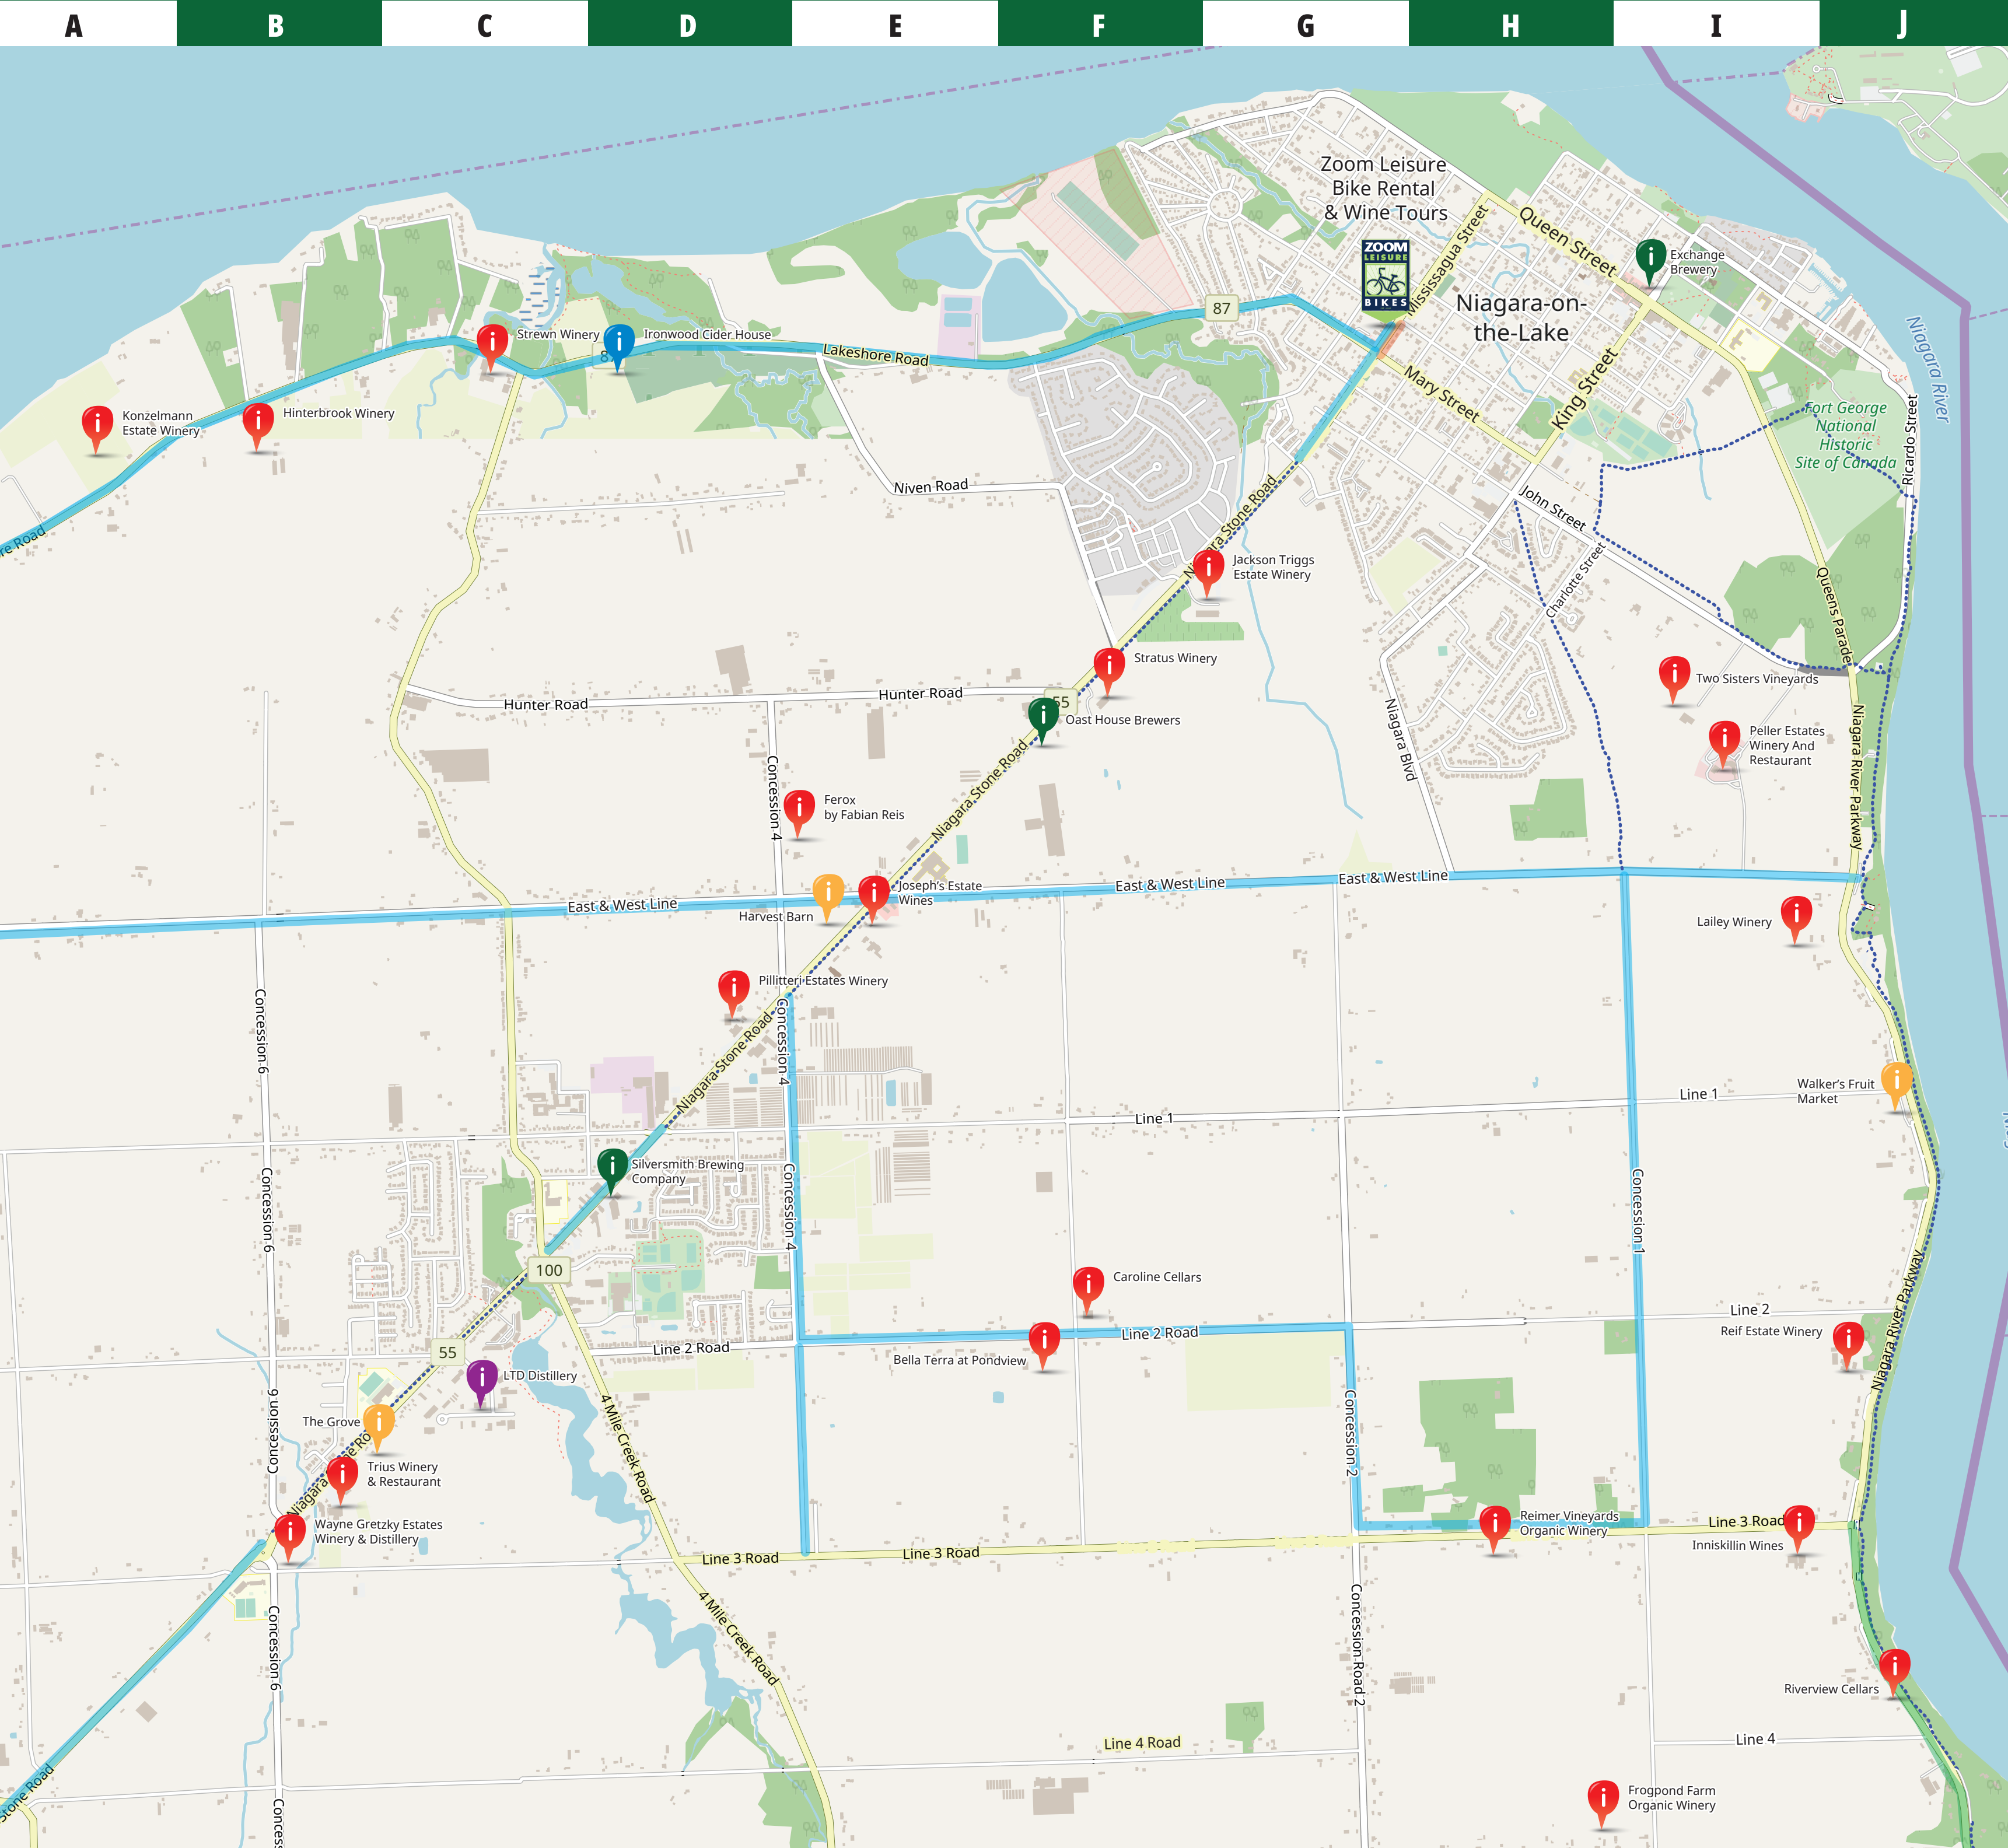 A B C D E F G H I J
Zoom Leisure
Bike Rental
& Wine Tours
ZOOM
LEISURE
BIKES
Mississagua Street
Queen Street
Exchange
Brewery
Niagara-on-
the-Lake
King Street
Mary Street
Niagara River
87
Strewn Winery
Ironwood Cider House
Lakeshore Road
Konzelmann
Estate Winery
Hinterbrook Winery
re Road
Fort George
National
Historic
Site of Canada
Ricardo Street
Niven Road
John Street
Charlotte Street
Niagara Stone Road
Jackson Triggs
Estate Winery
Queens Parade
Stratus Winery
Two Sisters Vineyards
Hunter Road
Hunter Road
55
Oast House Brewers
Niagara Blvd
Peller Estates
Winery And
Restaurant
Niagara River Parkway
Concession 4
Niagara Stone Road
Ferox
by Fabian Reis
East & West Line
East & West Line
East & West Line
Joseph's Estate
Wines
Harvest Barn
Lailey Winery
Pillitteri Estates Winery
Concession 6
Concession 4
Niagara Stone Road
Walker's Fruit
Market
Line 1
Line 1
Silversmith Brewing
Company
Concession 6
Concession 4
Concession 1
100
Caroline Cellars
Niagara River Parkway
Line 2
Line 2 Road
Line 2 Road
Reif Estate Winery
55
Bella Terra at Pondview
LTD Distillery
Concession 6
The Grove
4 Mile Creek Road
Concession 2
Trius Winery
& Restaurant
Niagara
Wayne Gretzky Estates
Winery & Distillery
Reimer Vineyards
Organic Winery
Line 3 Road
Inniskillin Wines
Line 3 Road
Line 3 Road
Concession 6
4 Mile Creek Road
Concession Road 2
Riverview Cellars
Line 4 Road
Line 4
Stone Road
Frogpond Farm
Organic Winery
Concess